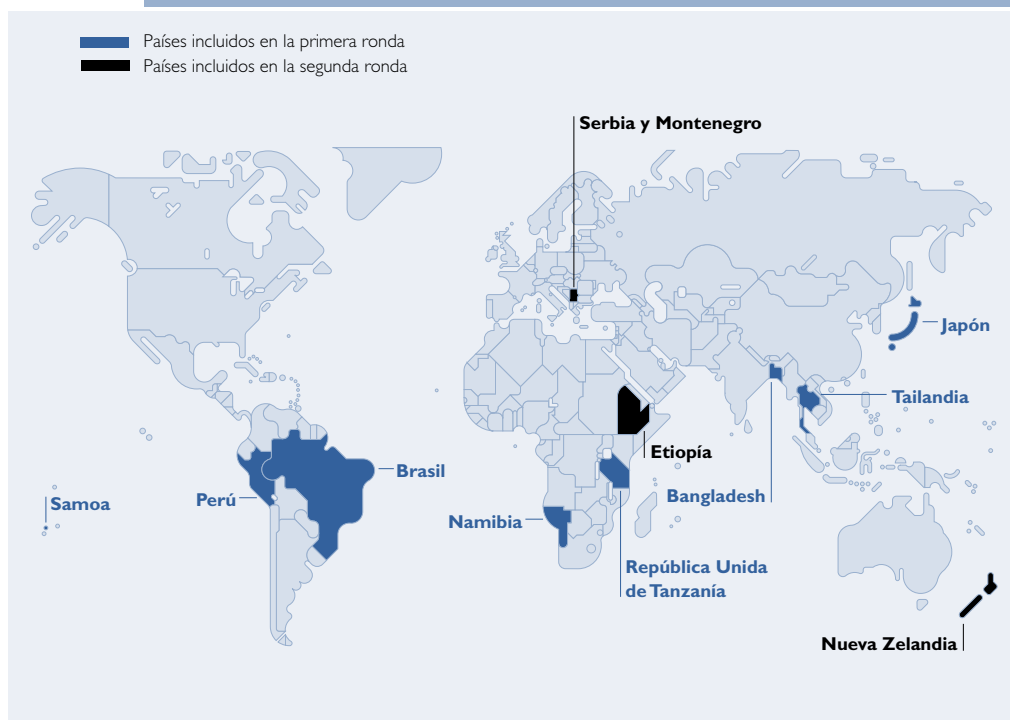 Países incluidos en la primera ronda
Países incluidos en la segunda ronda
Serbia y Montenegro
Japón
Tailandia
Etiopía
Brasil
Perú
Bangladesh
Samoa
Namibia
República Unida
de Tanzanía
Nueva Zelandia